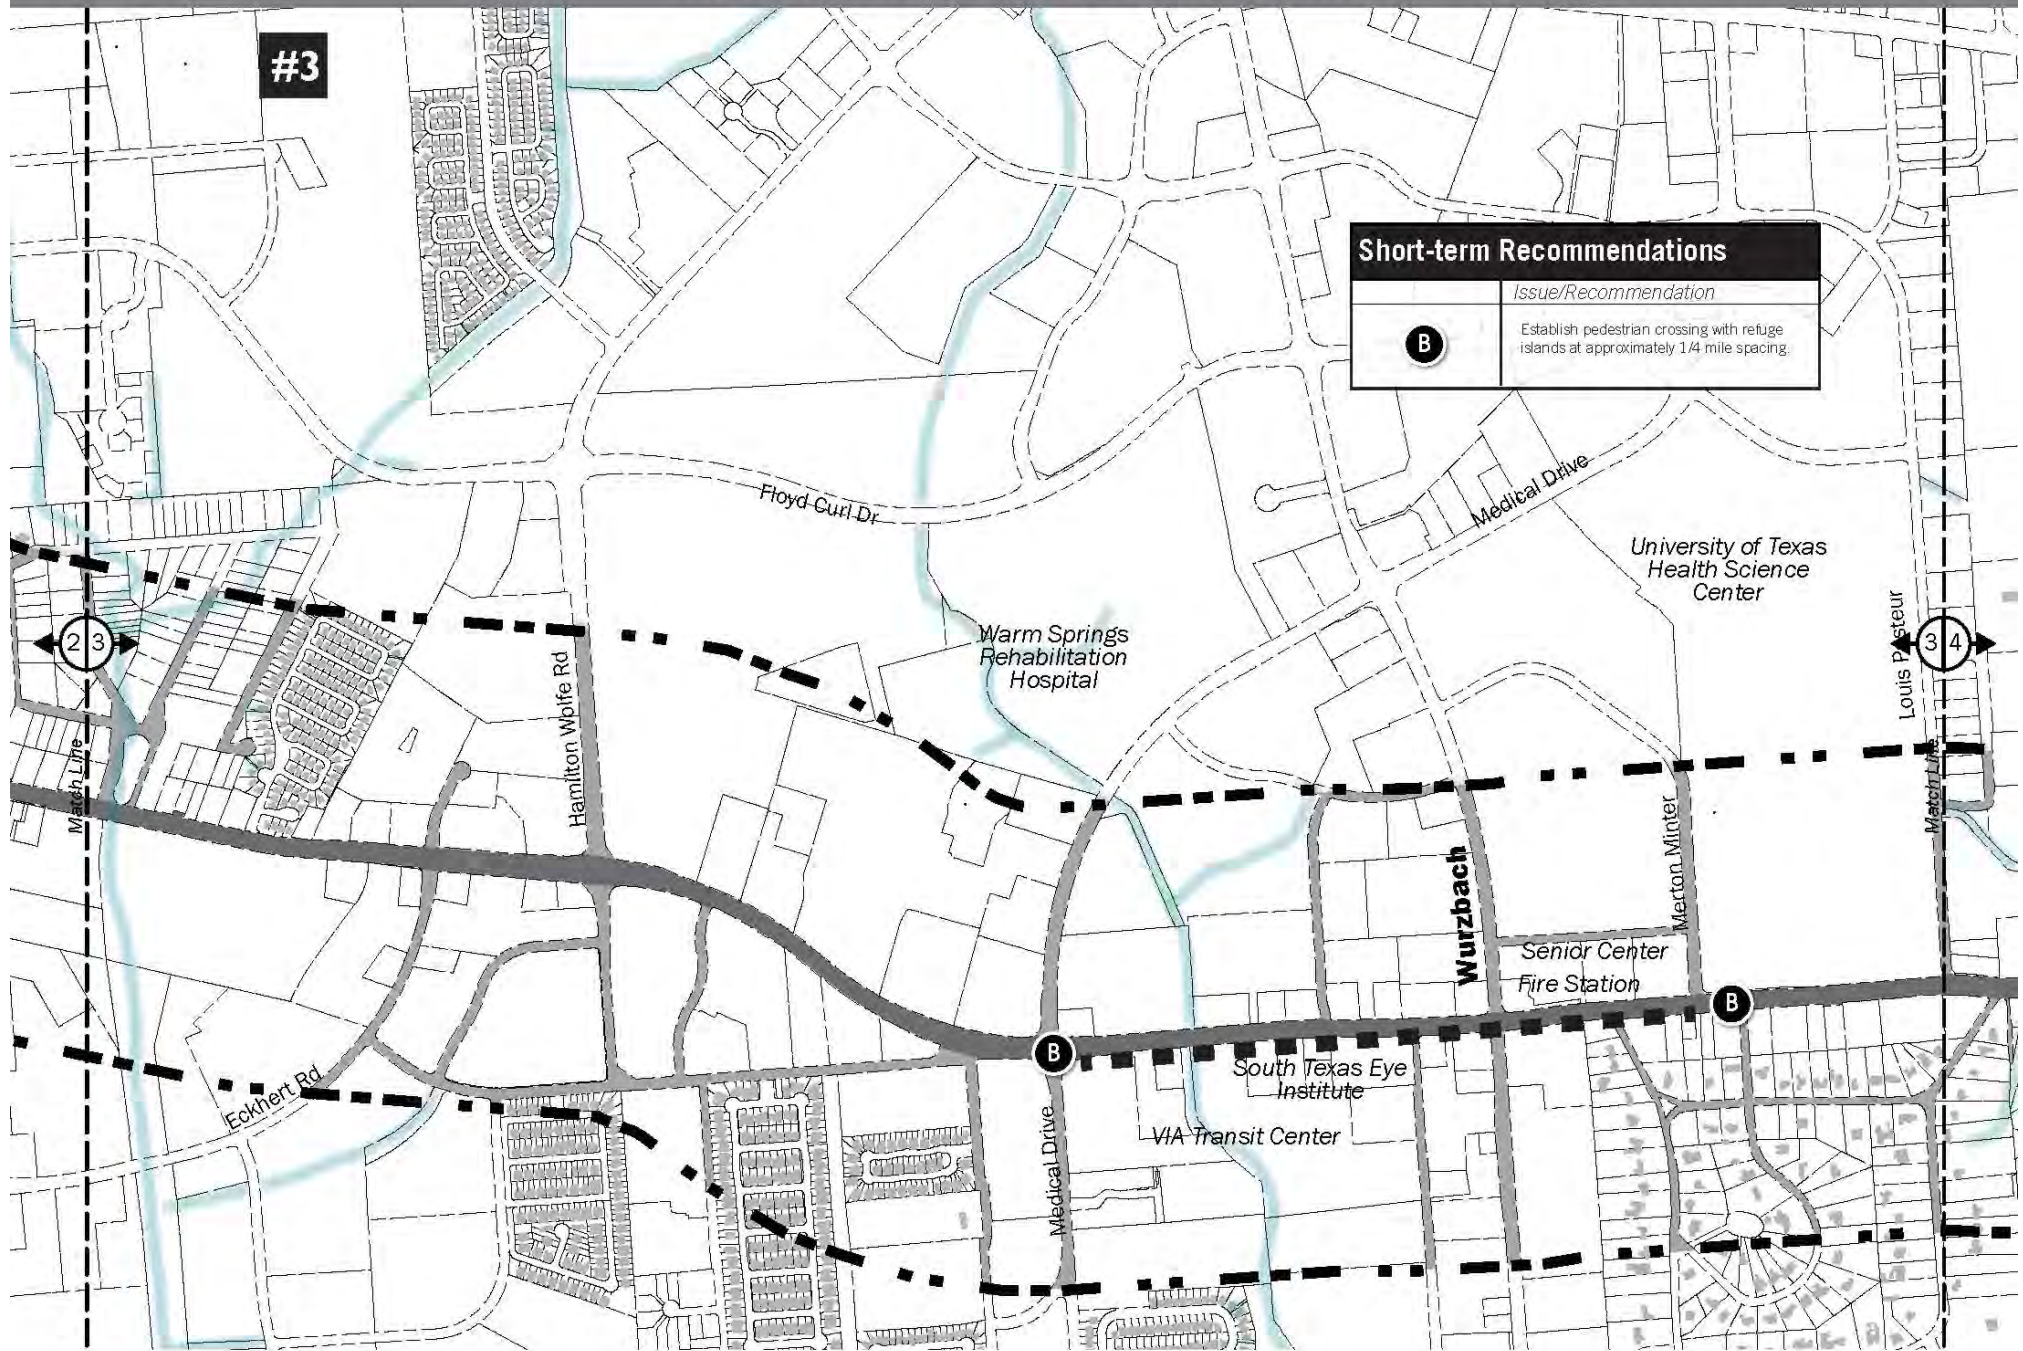 #3
Short-term Recommendations
Issue/Recommendation
B
Establish pedestrian crossing with refuge
islands at approximately 1/4 mile spacing.
Floyd Curl Dr
Medical Drive
University of Texas
Health Science
Center
Warm Springs
Rehabilitation
Hospital
2 3
3 4
Louis Pasteur
Hamilton Wolfe Rd
Match Line
Match Line
Merton Minter
Wurzbach
Senior Center
Fire Station
B
B
South Texas Eye
Institute
Eckhert Rd
VIA Transit Center
Medical Drive